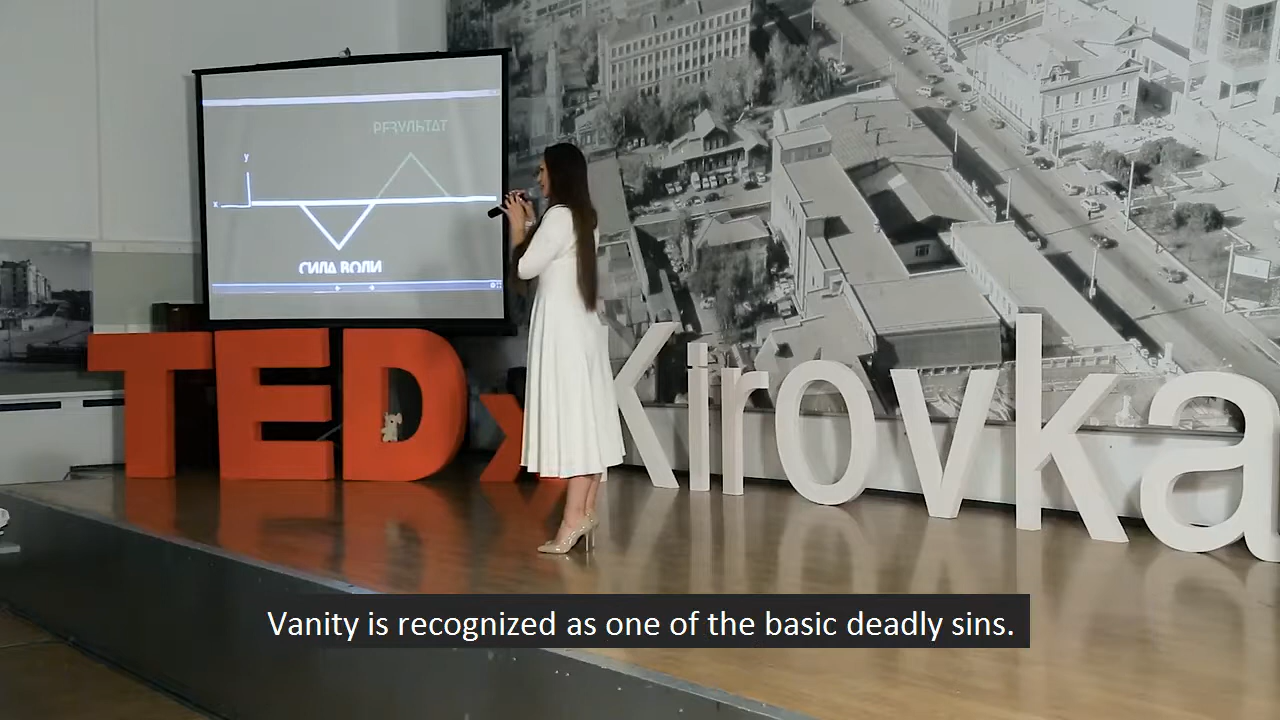 РЕЗУЛЬТАТ
y
x
СИЛА ВОЛИ
TEDxKirovka
Vanity is recognized as one of the basic deadly sins.